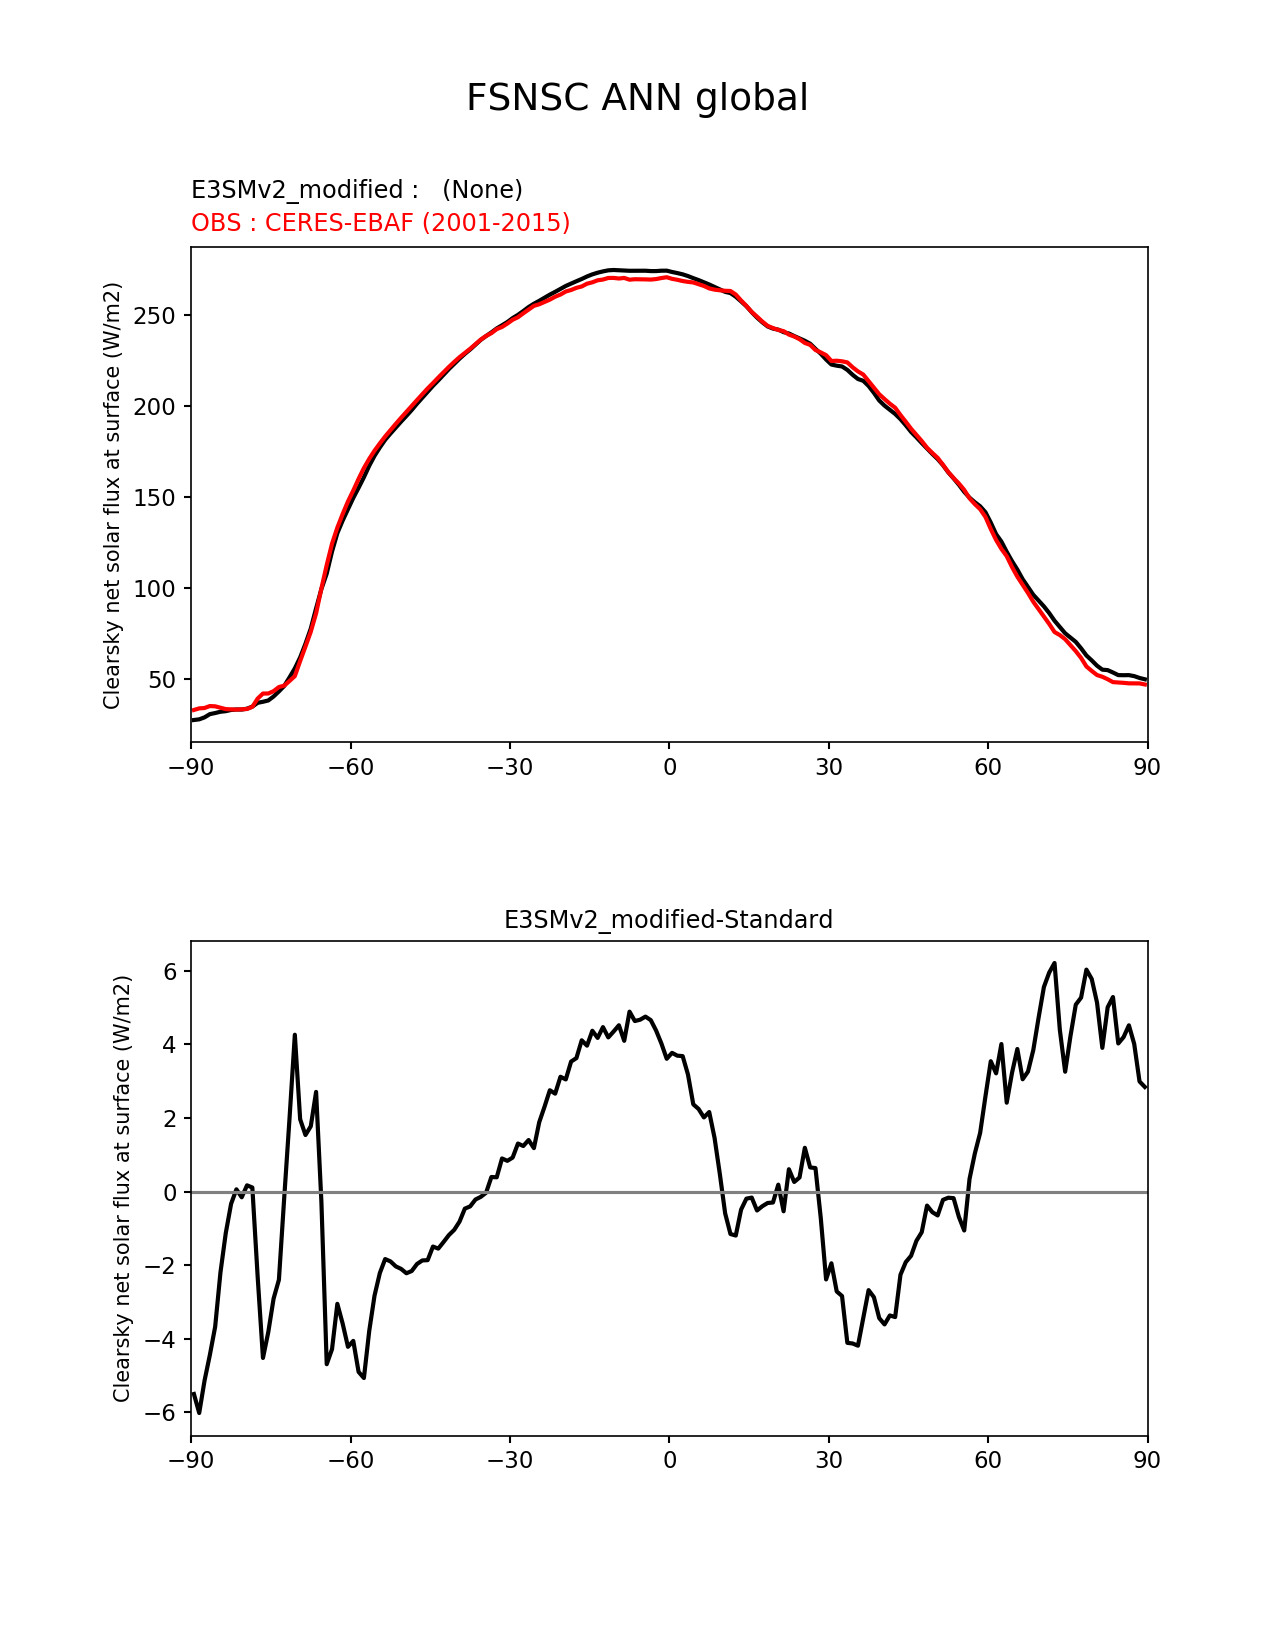 FSNSC ANN global
E3SMv2_modified :   (None)
OBS : CERES-EBAF (2001-2015)
Clearsky net solar flux at surface (W/m2)
250
200
150
100
50
−90 −60 −30 0 30 60 90
E3SMv2_modified-Standard
Clearsky net solar flux at surface (W/m2)
6
4
2
0
−2
−4
−6
−90 −60 −30 0 30 60 90